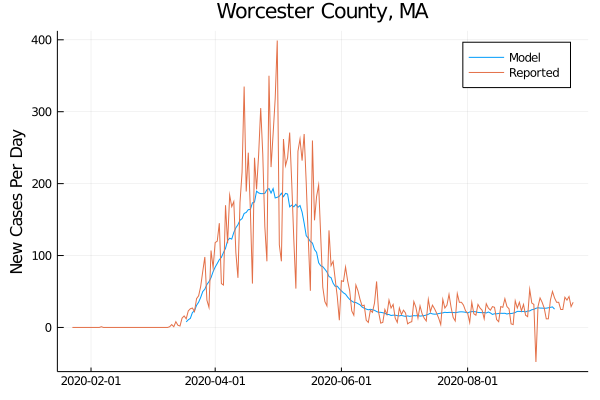 Worcester County, MA
New Cases Per Day
400
300
200
100
0
Model
Reported
2020-02-01
2020-04-01
2020-06-01
2020-08-01